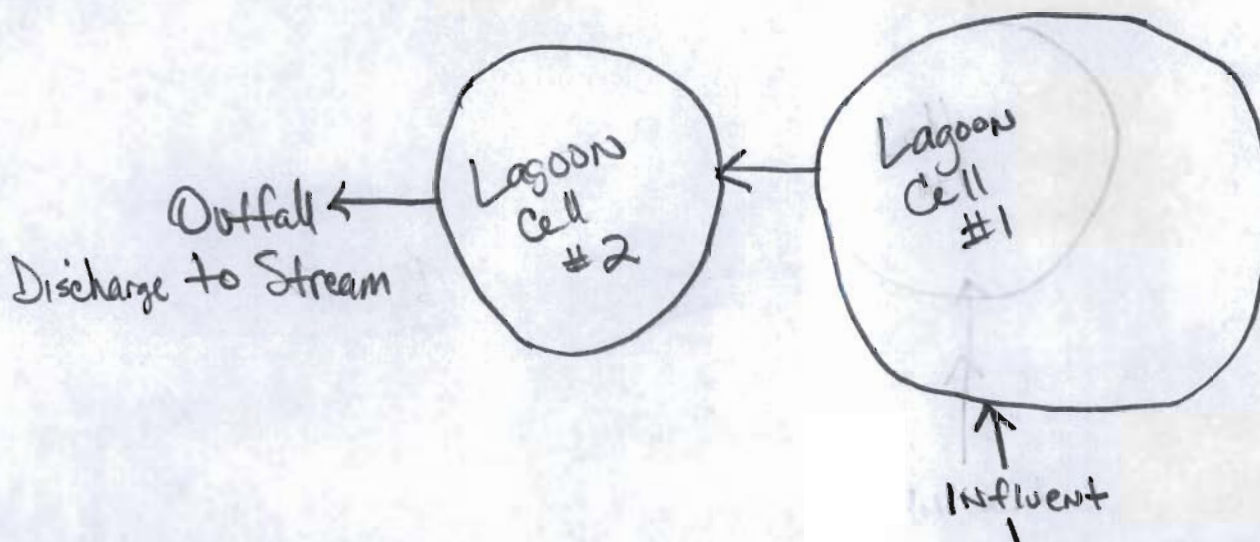 Outfall
Discharge to Stream
Lagoon
Cell
#2
Lagoon
Cell
#1
Influent